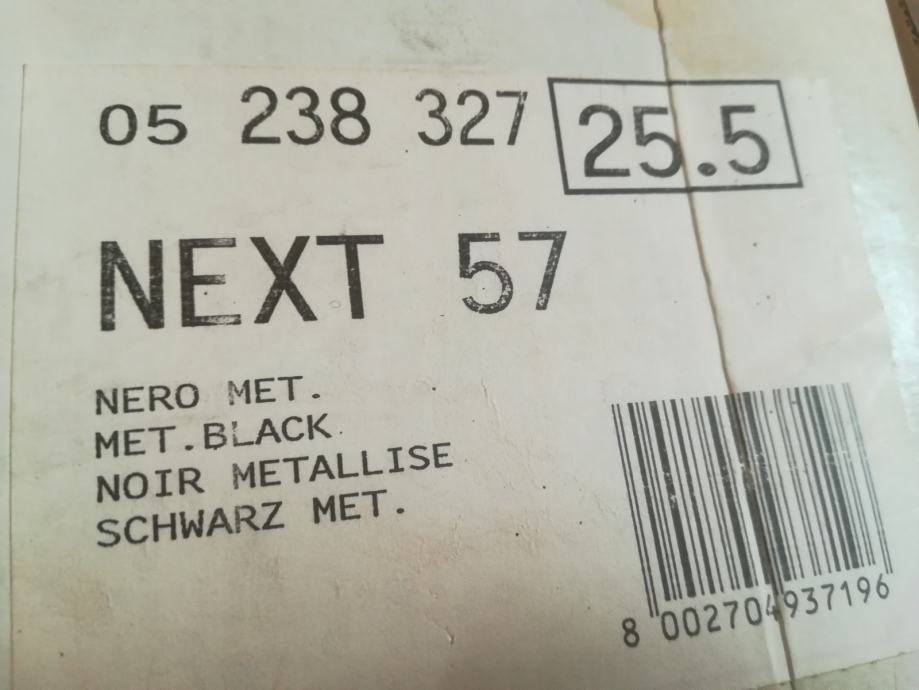 05 238 327 25.5
NEXT 57
NERO MET.
MET.BLACK
NOIR METALLISE
SCHWARZ MET.
8 002704 937196